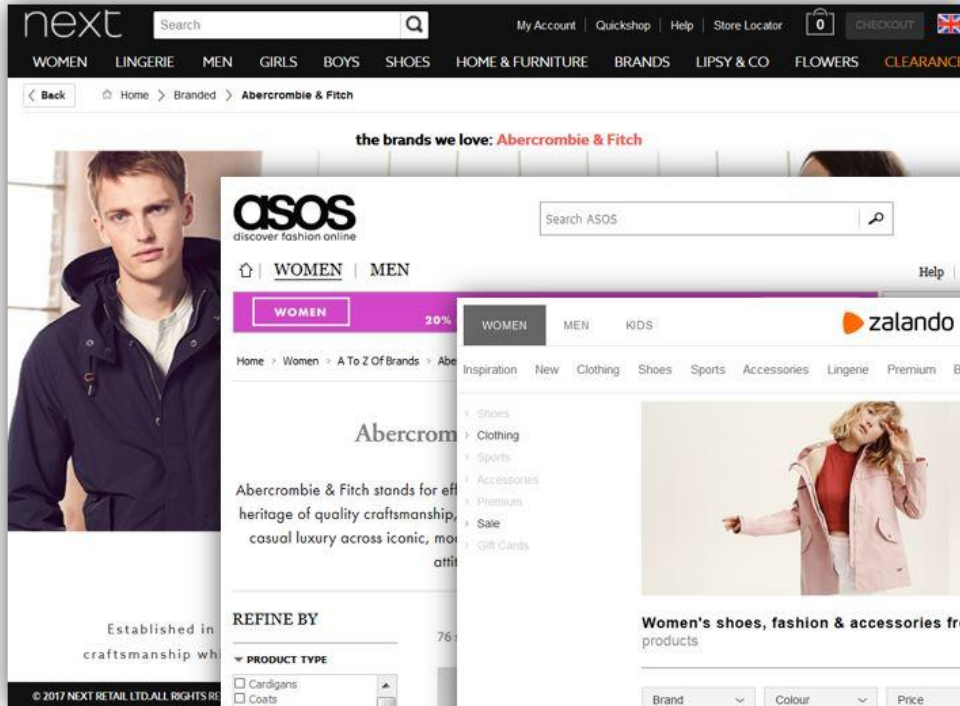 next
Search
My Account | Quickshop | Help | Store Locator
0
CHECKOUT
WOMEN LINGERIE MEN GIRLS BOYS SHOES HOME & FURNITURE BRANDS LIPSY & CO FLOWERS CLEARANCE
< Back
Home > Branded > Abercrombie & Fitch
the brands we love: Abercrombie & Fitch
Established in
craftsmanship whi
© 2017 NEXT RETAIL LTD.ALL RIGHTS RE
asos
discover fashion online
Search ASOS
WOMEN | MEN
Help
WOMEN
20%
Home > Women > A To Z Of Brands > Abe
Abercrom
Abercrombie & Fitch stands for eff
heritage of quality craftsmanship,
casual luxury across iconic, mo
atti
REFINE BY
76 s
PRODUCT TYPE
Cardigans
Coats
WOMEN MEN KIDS
zalando
Inspiration New Clothing Shoes Sports Accessories Lingerie Premium B
> Shoes
> Clothing
> Sports
> Accessories
> Premium
> Sale
> Gift Cards
Women's shoes, fashion & accessories fr
products
Brand
Colour
Price